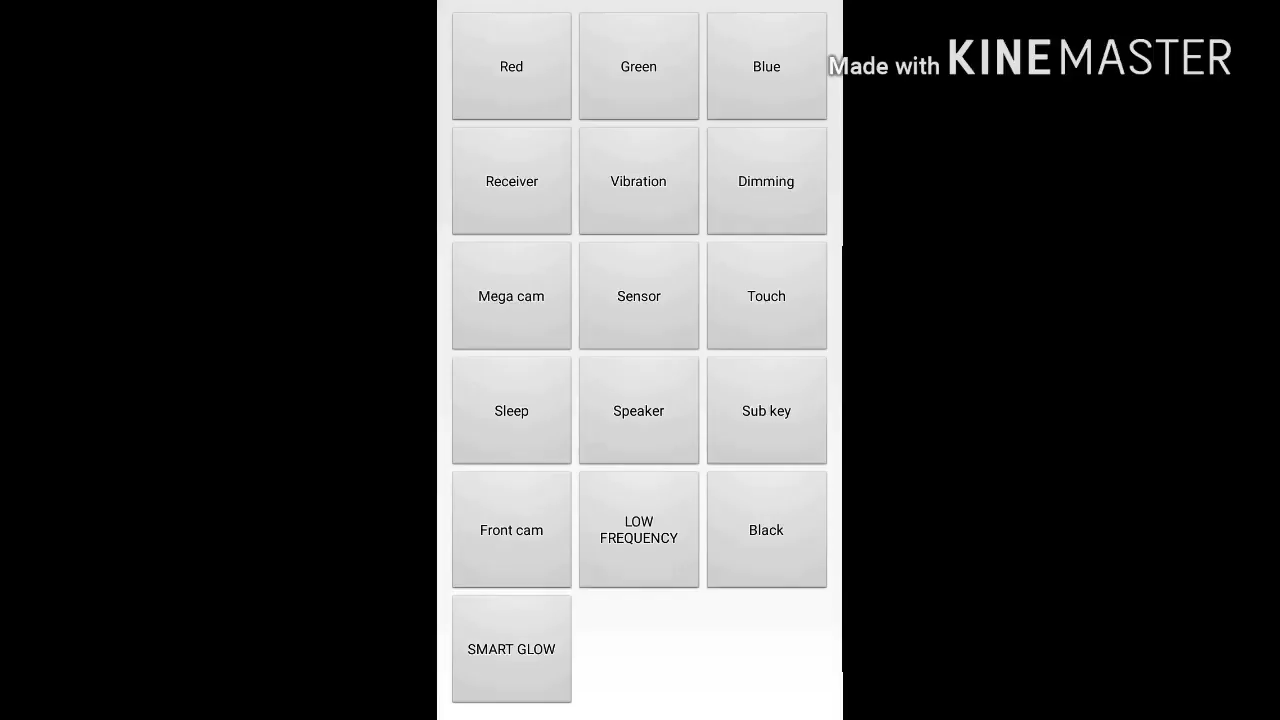 Red
Green
Blue
Made with KINEMASTER
Receiver
Vibration
Dimming
Mega cam
Sensor
Touch
Sleep
Speaker
Sub key
Front cam
LOW
FREQUENCY
Black
SMART GLOW